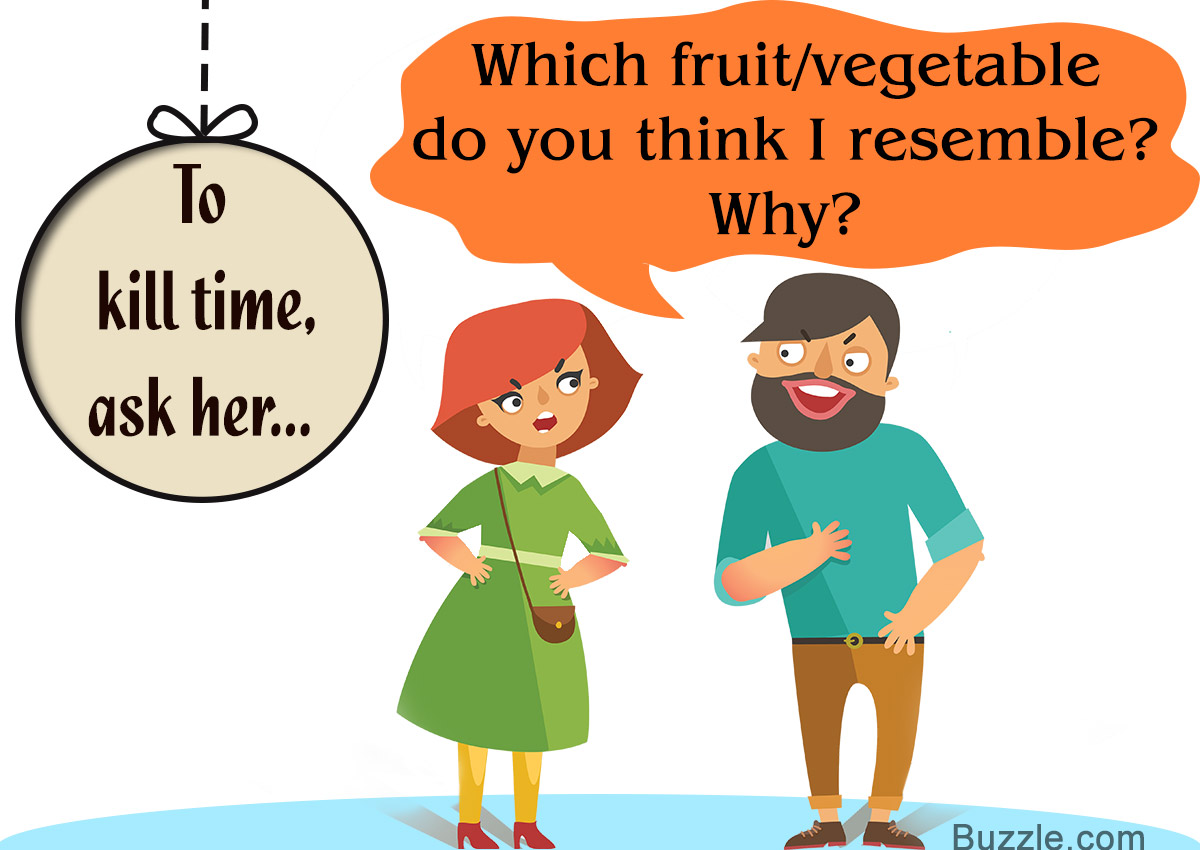 To
kill time,
ask her...
Which fruit/vegetable
do you think I resemble?
Why?
Buzzle.com